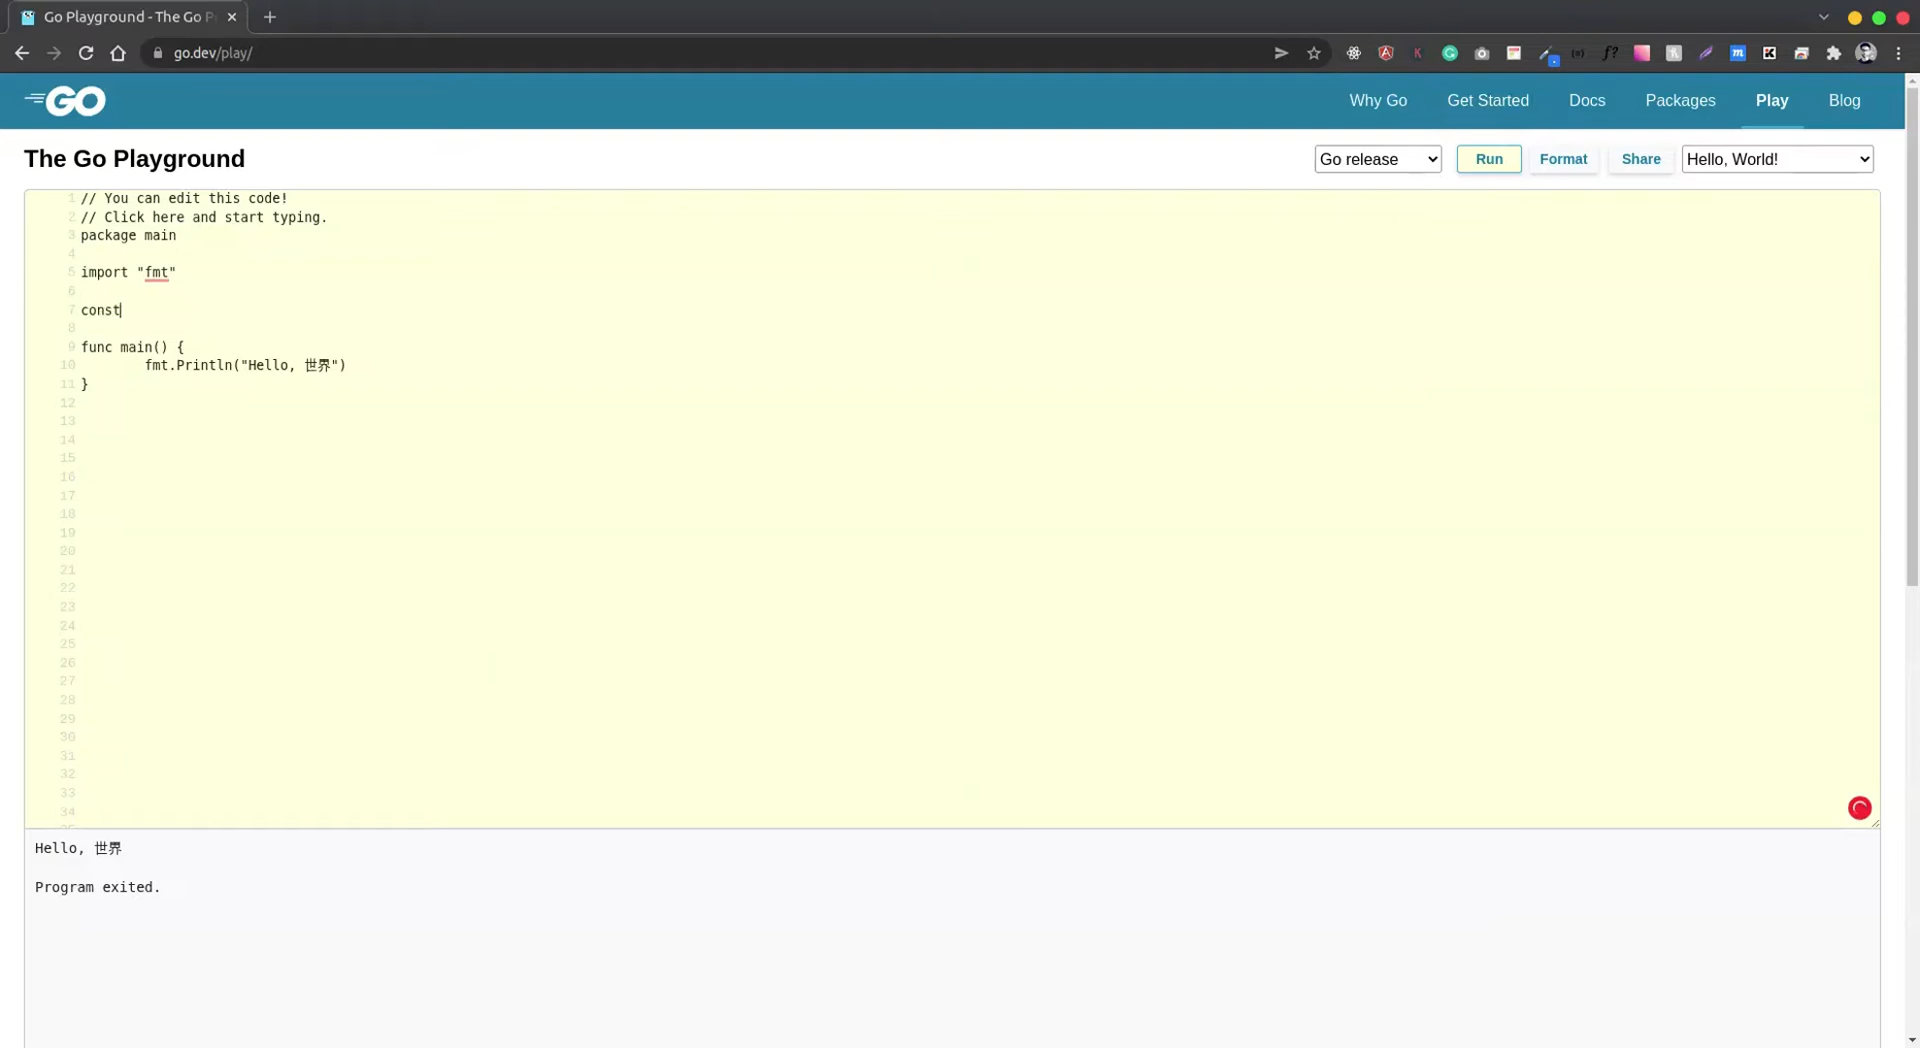 Go Playground - The Go P
go.dev/play/
GO
Why Go
Get Started
Docs
Packages
Play
Blog
The Go Playground
Go release
Run
Format
Share
Hello, World!
1 // You can edit this code!
2 // Click here and start typing.
3 package main
4
5 import "fmt"
6
7 const
8
9 func main() {
10 fmt.Println("Hello, 世界")
11 }
12
13
14
15
16
17
18
19
20
21
22
23
24
25
26
27
28
29
30
31
32
33
34
Hello, 世界
Program exited.